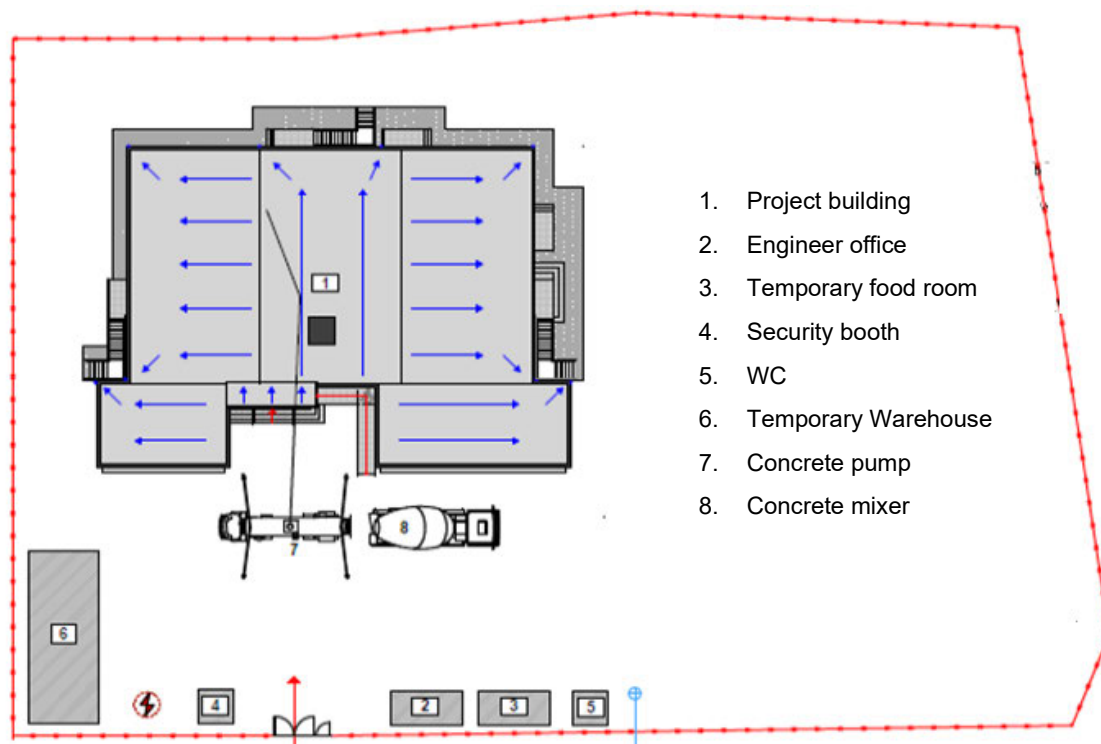 1
1. Project building
2. Engineer office
3. Temporary food room
4. Security booth
5. WC
6. Temporary Warehouse
7. Concrete pump
8. Concrete mixer
8
7
6
4
2
3
5